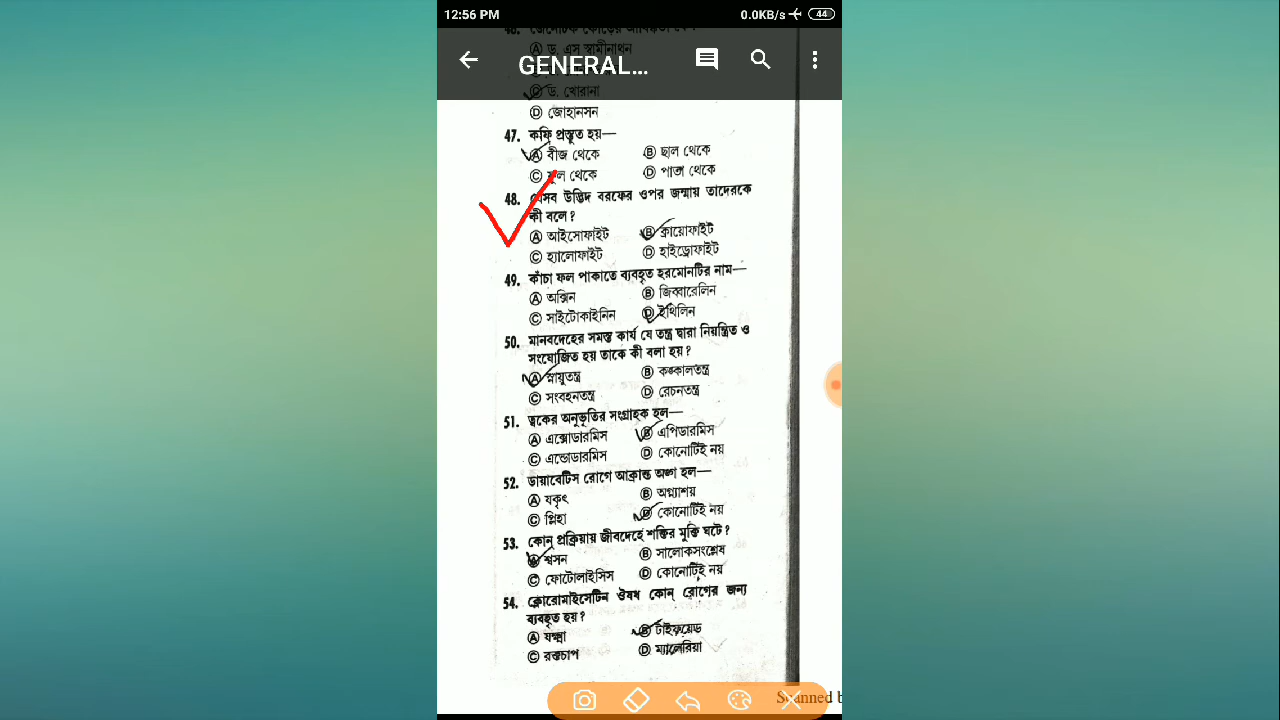 12:56 PM 0.0KB/s 44
GENERAL...
46. জেনেটিক কোডের আবিষ্কর্তা কে?
Ⓐ ড. এস স্বামীনাথন
Ⓒ ড. খোরানা
Ⓓ জোহানসন
47. কফি প্রস্তুত হয়—
Ⓐ বীজ থেকে Ⓑ ছাল থেকে
Ⓒ ফুল থেকে Ⓓ পাতা থেকে
48. যেসব উদ্ভিদ বরফের ওপর জন্মায় তাদেরকে
কী বলে?
Ⓐ আইসোফাইট Ⓑ ক্রায়োফাইট
Ⓒ হ্যালোফাইট Ⓓ হাইড্রোফাইট
49. কাঁচা ফল পাকাতে ব্যবহৃত হরমোনটির নাম—
Ⓐ অক্সিন Ⓑ জিব্বারেলিন
Ⓒ সাইটোকাইনিন Ⓓ ইথিলিন
50. মানবদেহের সমস্ত কার্য যে তন্ত্র দ্বারা নিয়ন্ত্রিত ও
সংযোজিত হয় তাকে কী বলা হয়?
Ⓐ স্নায়ুতন্ত্র Ⓑ কঙ্কালতন্ত্র
Ⓒ সংবহনতন্ত্র Ⓓ রেচনতন্ত্র
51. ত্বকের অনুভূতির সংগ্রাহক হল—
Ⓐ এক্সোডারমিস Ⓑ এপিডারমিস
Ⓒ এন্ডোডারমিস Ⓓ কোনোটিই নয়
52. ডায়াবেটিস রোগে আক্রান্ত অঙ্গ হল—
Ⓐ যকৃৎ Ⓑ অগ্ন্যাশয়
Ⓒ প্লিহা Ⓓ কোনোটিই নয়
53. কোন্ প্রক্রিয়ায় জীবদেহে শক্তির মুক্তি ঘটে?
Ⓐ শ্বসন Ⓑ সালোকসংশ্লেষ
Ⓒ ফোটোলাইসিস Ⓓ কোনোটিই নয়
54. ক্লোরোমাইসেটিন ঔষধ কোন্ রোগের জন্য
ব্যবহৃত হয়?
Ⓐ যক্ষ্মা Ⓑ টাইফয়েড
Ⓒ রক্তচাপ Ⓓ ম্যালেরিয়া
Scanned b